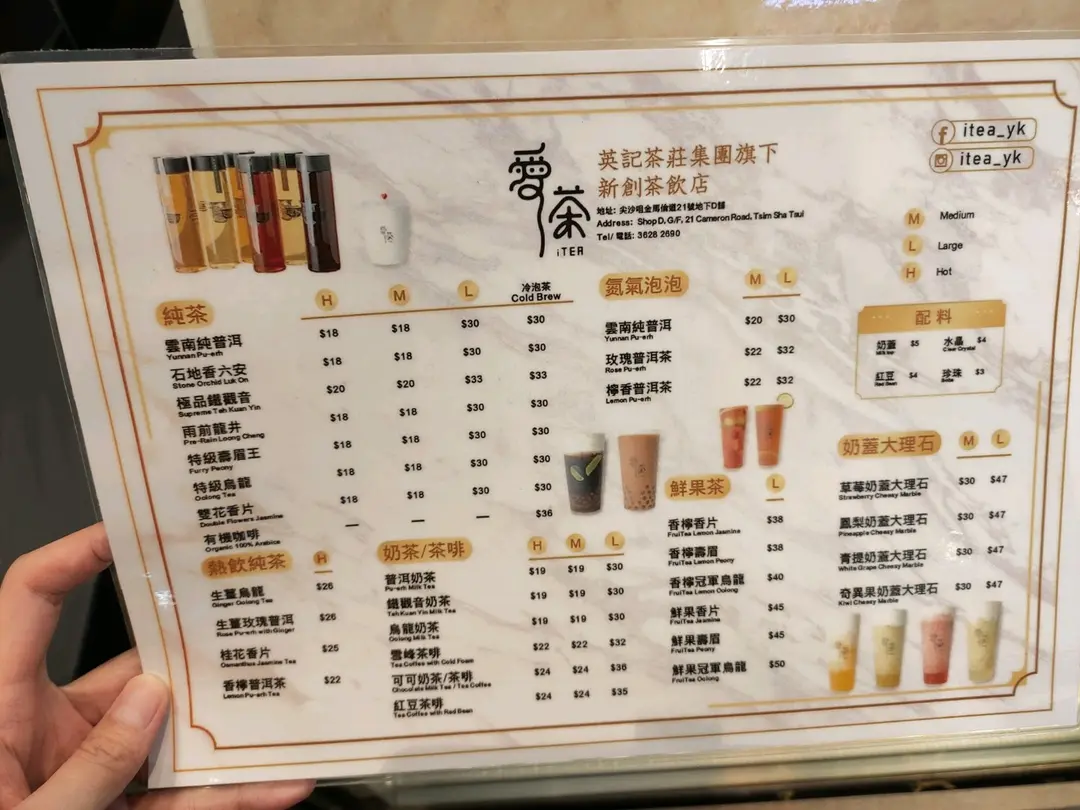 愛茶
iTEA
英記茶莊集團旗下
新創茶飲店
地址: 尖沙咀金馬倫道21號地下D舖
Address: Shop D, G/F, 21 Cameron Road, Tsim Sha Tsui
Tel/ 電話: 3628 2690
itea_yk
itea_yk
M Medium
L Large
H Hot
純茶 H M L 冷泡茶
Cold Brew
雲南純普洱 $18 $18 $30 $30
Yunnan Pu-erh
石地香六安 $18 $18 $30 $30
Stone Orchid Luk On
極品鐵觀音 $20 $20 $33 $33
Supreme Teh Kuan Yin
雨前龍井 $18 $18 $30 $30
Pre-Rain Loong Cheng
特級壽眉王 $18 $18 $30 $30
Furry Peony
特級烏龍 $18 $18 $30 $30
Oolong Tea
雙花香片 $18 $18 $30 $30
Double Flowers Jasmine
有機咖啡 — — — $36
Organic 100% Arabica
熱飲純茶 H
生薑烏龍 $26
Ginger Oolong Tea
生薑玫瑰普洱 $26
Rose Pu-erh with Ginger
桂花香片 $25
Osmanthus Jasmine Tea
香檸普洱茶 $22
Lemon Pu-erh Tea
奶茶/茶啡 H M L
普洱奶茶 $19 $19 $30
Pu-erh Milk Tea
鐵觀音奶茶 $19 $19 $30
Teh Kuan Yin Milk Tea
烏龍奶茶 $19 $19 $30
Oolong Milk Tea
雲峰茶啡 $22 $22 $32
Tea Coffee with Cold Foam
可可奶茶/茶啡 $24 $24 $36
Chocolate Milk Tea / Tea Coffee
紅豆茶啡 $24 $24 $35
Tea Coffee with Red Bean
氮氣泡泡 M L
雲南純普洱 $20 $30
Yunnan Pu-erh
玫瑰普洱茶 $22 $32
Rose Pu-erh
檸香普洱茶 $22 $32
Lemon Pu-erh
鮮果茶 L
香檸香片 $38
FruiTea Lemon Jasmine
香檸壽眉 $38
FruiTea Lemon Peony
香檸冠軍烏龍 $40
FruiTea Lemon Oolong
鮮果香片 $45
FruiTea Jasmine
鮮果壽眉 $45
FruiTea Peony
鮮果冠軍烏龍 $50
FruiTea Oolong
配料
奶蓋 $5 水晶 $4
Milk top Clear Crystal
紅豆 $4 珍珠 $3
Red Bean
奶蓋大理石 M L
草莓奶蓋大理石 $30 $47
Strawberry Cheesy Marble
鳳梨奶蓋大理石 $30 $47
Pineapple Cheesy Marble
青提奶蓋大理石 $30 $47
White Grape Cheesy Marble
奇異果奶蓋大理石 $30 $47
Kiwi Cheesy Marble